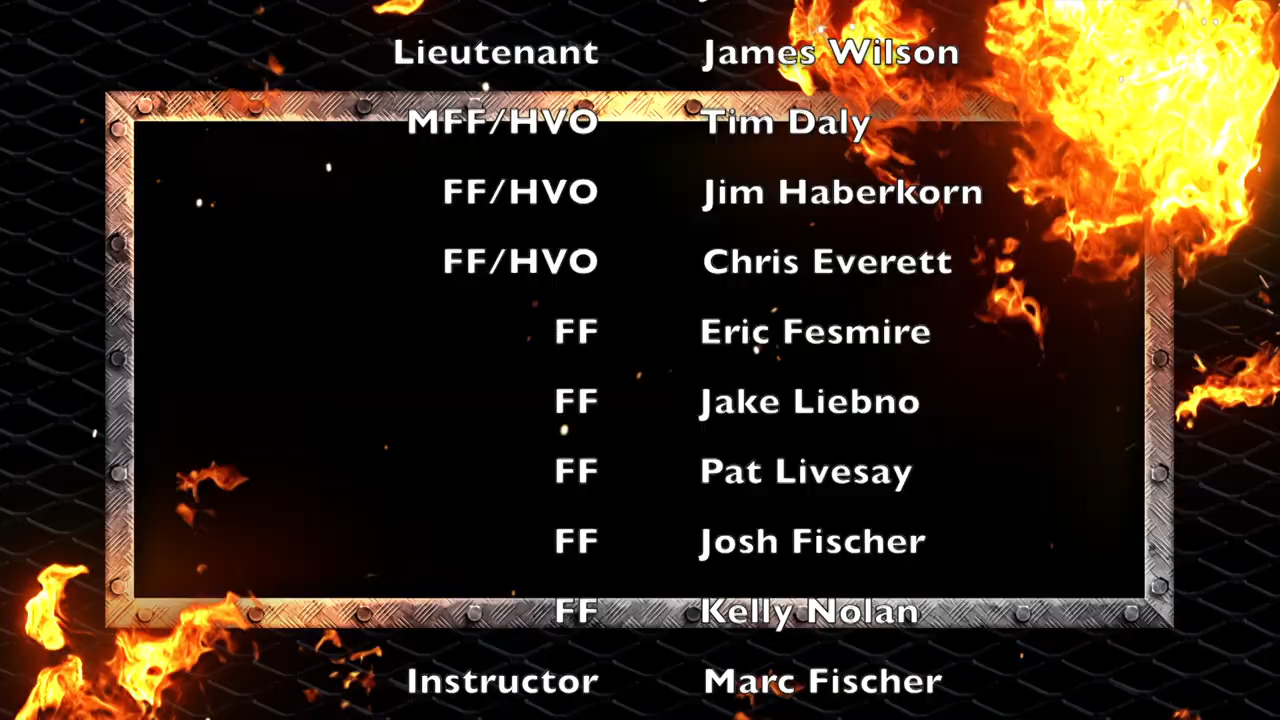 Lieutenant James Wilson
MFF/HVO Tim Daly
FF/HVO Jim Haberkorn
FF/HVO Chris Everett
FF Eric Fesmire
FF Jake Liebno
FF Pat Livesay
FF Josh Fischer
FF Kelly Nolan
Instructor Marc Fischer